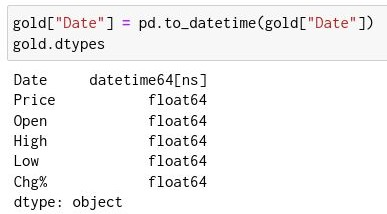 gold["Date"] = pd.to_datetime(gold["Date"])
gold.dtypes
Date     datetime64[ns]
Price           float64
Open            float64
High            float64
Low             float64
Chg%            float64
dtype: object